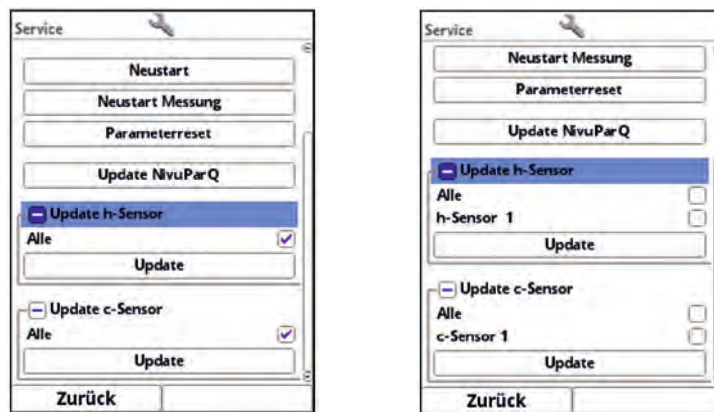 Service
Neustart
Neustart Messung
Parameterreset
Update NivuParQ
Update h-Sensor
Alle
Update
Update c-Sensor
Alle
Update
Zurück
Service
Neustart Messung
Parameterreset
Update NivuParQ
Update h-Sensor
Alle
h-Sensor 1
Update
Update c-Sensor
Alle
c-Sensor 1
Update
Zurück